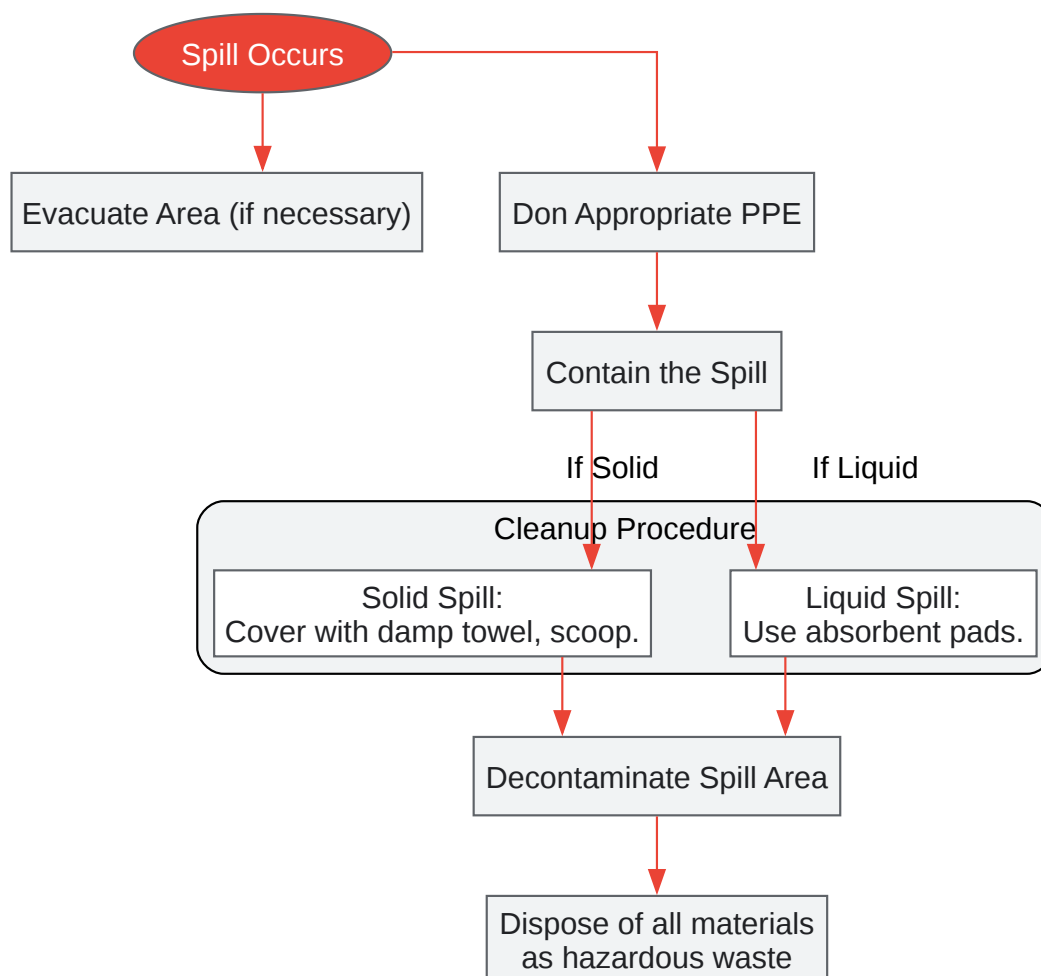 Spill Occurs
Evacuate Area (if necessary)
Don Appropriate PPE
Contain the Spill
If Solid
If Liquid
Cleanup Procedure
Solid Spill:
Cover with damp towel, scoop.
Liquid Spill:
Use absorbent pads.
Decontaminate Spill Area
Dispose of all materials
as hazardous waste